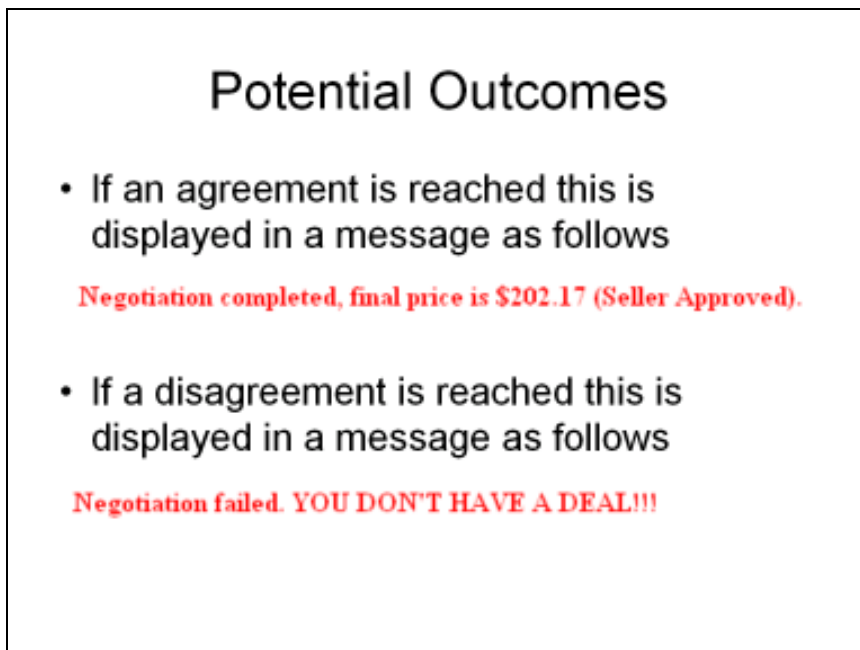 Potential Outcomes
• If an agreement is reached this is
displayed in a message as follows
Negotiation completed, final price is $202.17 (Seller Approved).
• If a disagreement is reached this is
displayed in a message as follows
Negotiation failed. YOU DON'T HAVE A DEAL!!!